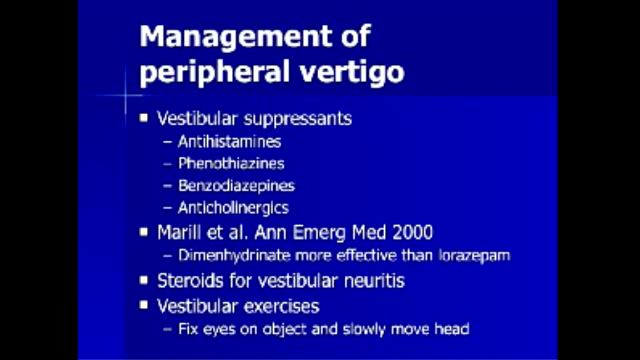 Management of
peripheral vertigo
Vestibular suppressants
– Antihistamines
– Phenothiazines
– Benzodiazepines
– Anticholinergics
Marill et al. Ann Emerg Med 2000
– Dimenhydrinate more effective than lorazepam
Steroids for vestibular neuritis
Vestibular exercises
– Fix eyes on object and slowly move head